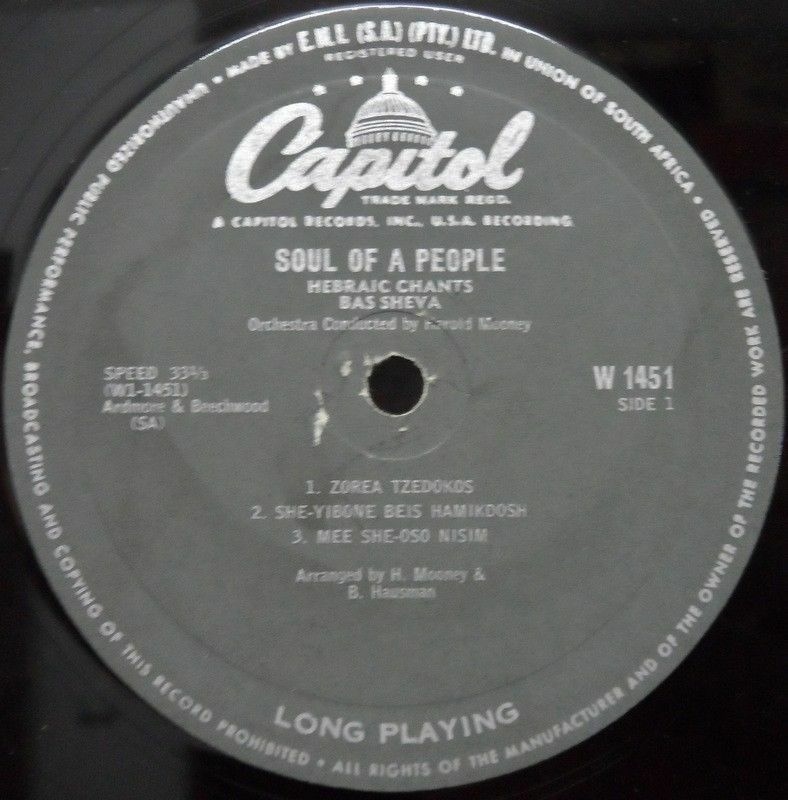 • MADE BY E.M.I. (S.A.) (PTY.) LTD. IN UNION OF SOUTH AFRICA •
REGISTERED USER
Capitol
TRADE MARK REGD.
A CAPITOL RECORDS, INC., U.S.A. RECORDING
SOUL OF A PEOPLE
HEBRAIC CHANTS
BAS SHEVA
Orchestra Conducted by Harold Mooney
SPEED 33⅓
(W1-1451)
Ardmore & Beechwood
(SA)
W 1451
SIDE 1
1. ZOREA TZEDOKOS
2. SHE-YIBONE BEIS HAMIKDOSH
3. MEE SHE-OSO NISIM
Arranged by H. Mooney &
B. Hausman
LONG PLAYING
UNAUTHORIZED PUBLIC PERFORMANCE, BROADCASTING AND COPYING OF THIS RECORD PROHIBITED • ALL RIGHTS OF THE MANUFACTURER AND OF THE OWNER OF THE RECORDED WORK ARE RESERVED